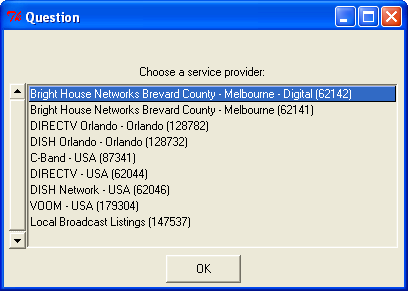 Question
Choose a service provider:
Bright House Networks Brevard County - Melbourne - Digital (62142)
Bright House Networks Brevard County - Melbourne (62141)
DIRECTV Orlando - Orlando (128782)
DISH Orlando - Orlando (128732)
C-Band - USA (87341)
DIRECTV - USA (62044)
DISH Network - USA (62046)
VOOM - USA (179304)
Local Broadcast Listings (147537)
OK